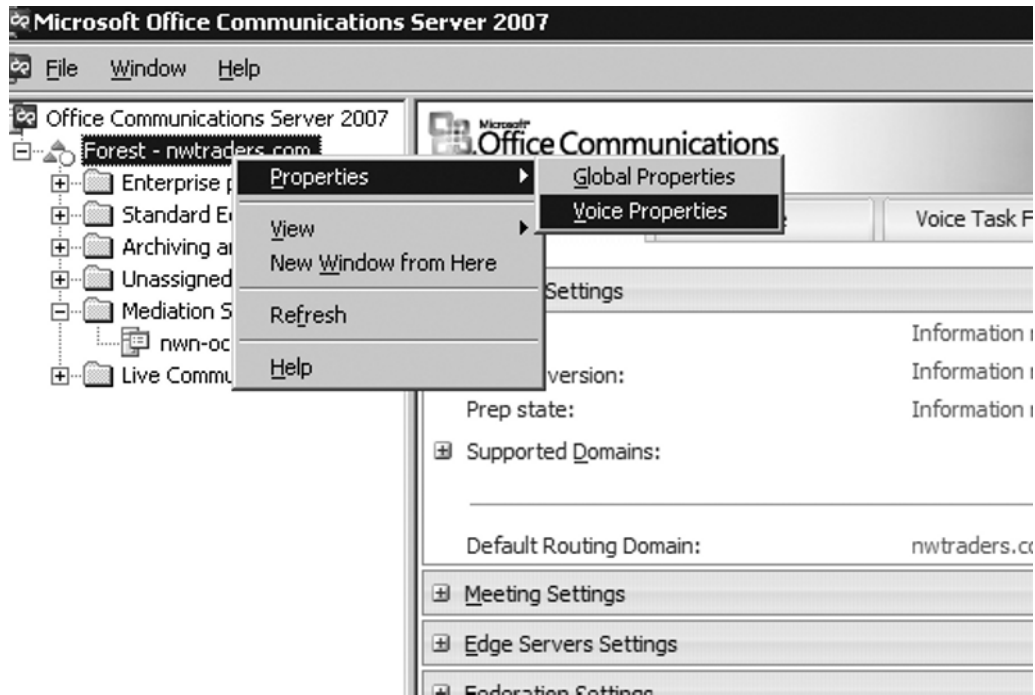 Microsoft Office Communications Server 2007
File Window Help
Office Communications Server 2007
Forest - nwtraders.com
Enterprise
Standard
Archiving
Unassigned
Mediation
nwn-oc
Live
Properties
View
New Window from Here
Refresh
Help
Global Properties
Voice Properties
Microsoft
Office Communications
Voice Task
Settings
Information
version:
Information
Prep state:
Information
Supported Domains:
Default Routing Domain:
nwtraders.co
Meeting Settings
Edge Servers Settings
Federation Settings